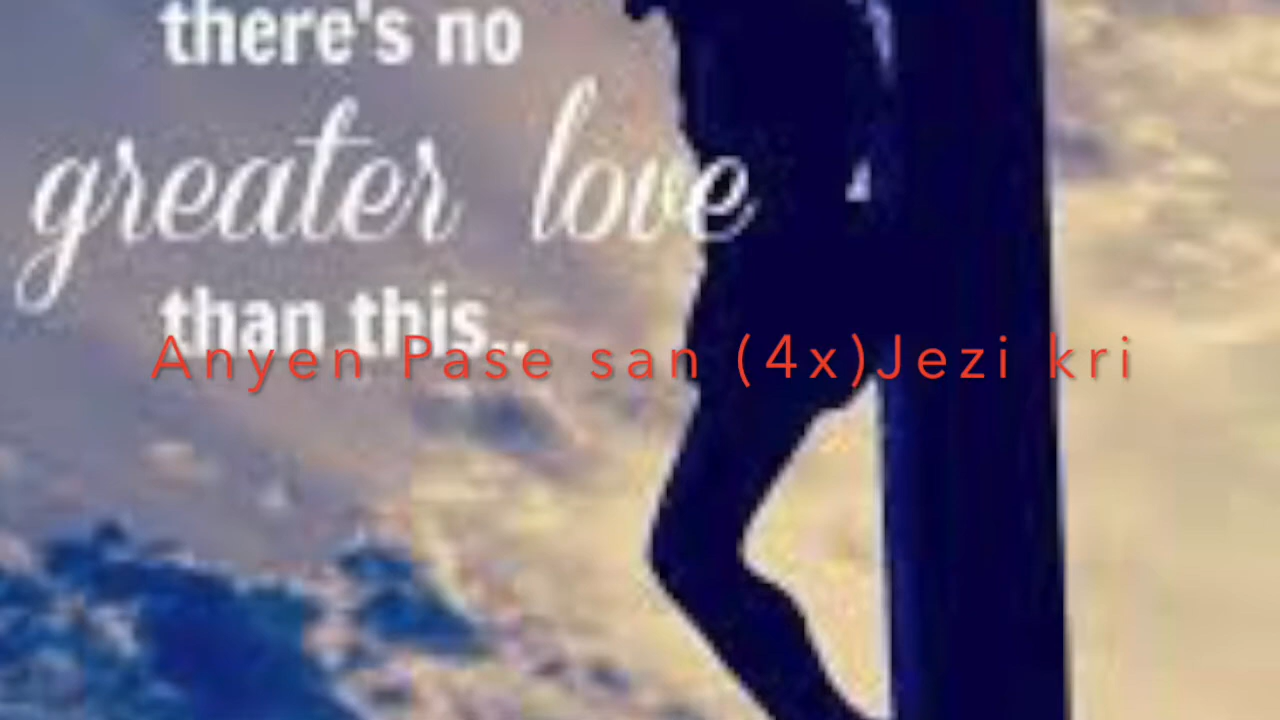 there's no
greater love
than this..
Anyen Pase san (4x)Jezi kri